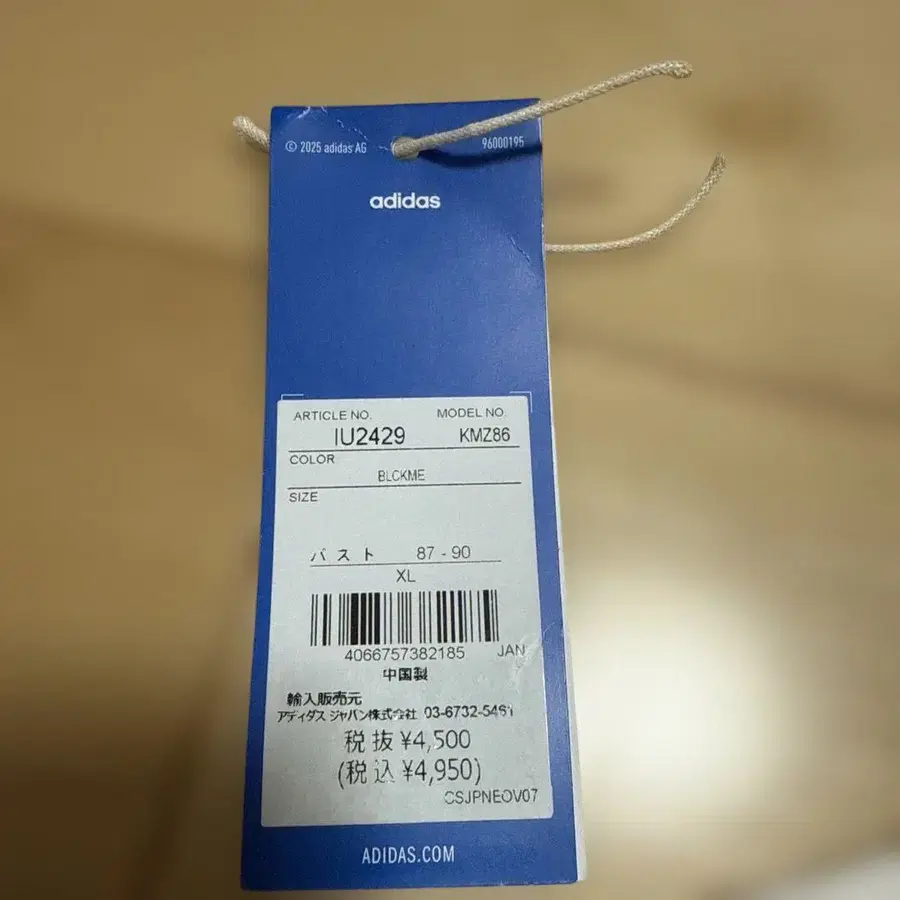 © 2025 adidas AG 96000195
adidas
ARTICLE NO. MODEL NO.
IU2429 KMZ86
COLOR
BLCKME
SIZE
バスト 87 - 90
XL
4066757382185 JAN
中国製
輸入販売元
アディダス ジャパン株式会社 03-6732-5461
税抜 ¥4,500
(税込 ¥4,950)
CSJPNEOV07
ADIDAS.COM